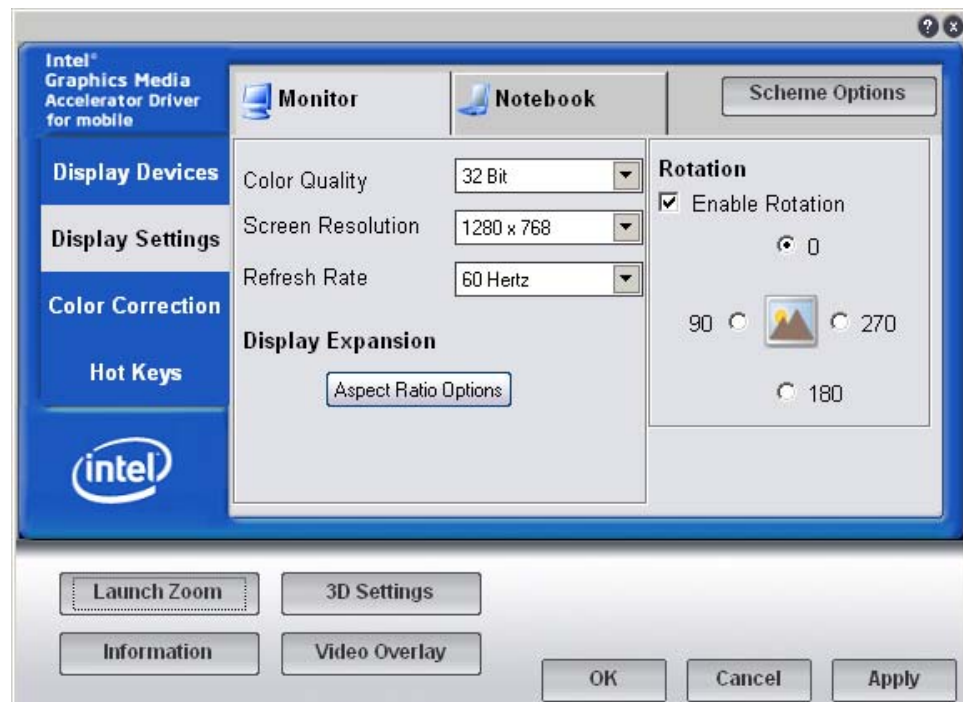 ? x
Intel®
Graphics Media
Accelerator Driver
for mobile
Monitor
Notebook
Scheme Options
Display Devices
Display Settings
Color Correction
Hot Keys
intel
Color Quality
32 Bit
Screen Resolution
1280 x 768
Refresh Rate
60 Hertz
Display Expansion
Aspect Ratio Options
Rotation
Enable Rotation
0
90
270
180
Launch Zoom
3D Settings
Information
Video Overlay
OK
Cancel
Apply